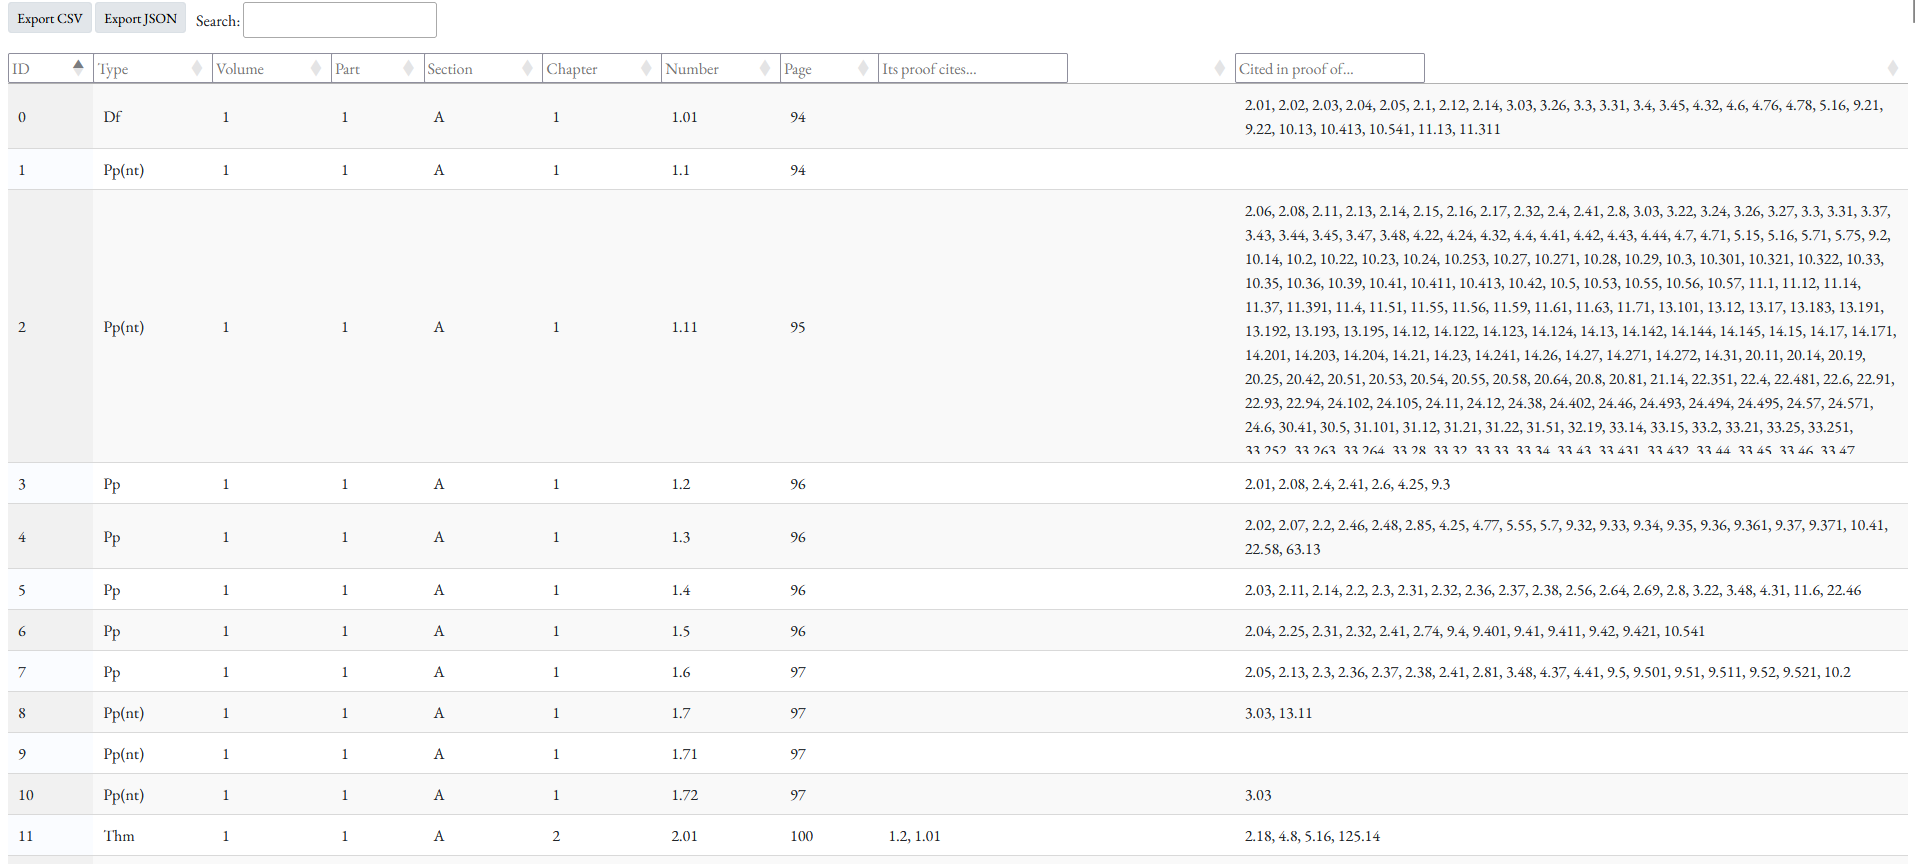 Export CSV Export JSON Search:
ID Type Volume Part Section Chapter Number Page Its proof cites... Cited in proof of...
0 Df 1 1 A 1 1.01 94 2.01, 2.02, 2.03, 2.04, 2.05, 2.1, 2.12, 2.14, 3.03, 3.26, 3.3, 3.31, 3.4, 3.45, 4.32, 4.6, 4.76, 4.78, 5.16, 9.21,
9.22, 10.13, 10.413, 10.541, 11.13, 11.311
1 Pp(nt) 1 1 A 1 1.1 94
2 Pp(nt) 1 1 A 1 1.11 95 2.06, 2.08, 2.11, 2.13, 2.14, 2.15, 2.16, 2.17, 2.32, 2.4, 2.41, 2.8, 3.03, 3.22, 3.24, 3.26, 3.27, 3.3, 3.31, 3.37,
3.43, 3.44, 3.45, 3.47, 3.48, 4.22, 4.24, 4.32, 4.4, 4.41, 4.42, 4.43, 4.44, 4.7, 4.71, 5.15, 5.16, 5.71, 5.75, 9.2,
10.14, 10.2, 10.22, 10.23, 10.24, 10.253, 10.27, 10.271, 10.28, 10.29, 10.3, 10.301, 10.321, 10.322, 10.33,
10.35, 10.36, 10.39, 10.41, 10.411, 10.413, 10.42, 10.5, 10.53, 10.55, 10.56, 10.57, 11.1, 11.12, 11.14,
11.37, 11.391, 11.4, 11.51, 11.55, 11.56, 11.59, 11.61, 11.63, 11.71, 13.101, 13.12, 13.17, 13.183, 13.191,
13.192, 13.193, 13.195, 14.12, 14.122, 14.123, 14.124, 14.13, 14.142, 14.144, 14.145, 14.15, 14.17, 14.171,
14.201, 14.203, 14.204, 14.21, 14.23, 14.241, 14.26, 14.27, 14.271, 14.272, 14.31, 20.11, 20.14, 20.19,
20.25, 20.42, 20.51, 20.53, 20.54, 20.55, 20.58, 20.64, 20.8, 20.81, 21.14, 22.351, 22.4, 22.481, 22.6, 22.91,
22.93, 22.94, 24.102, 24.105, 24.11, 24.12, 24.38, 24.402, 24.46, 24.493, 24.494, 24.495, 24.57, 24.571,
24.6, 30.41, 30.5, 31.101, 31.12, 31.21, 31.22, 31.51, 32.19, 33.14, 33.15, 33.2, 33.21, 33.25, 33.251,
33.252, 33.263, 33.264, 33.28, 33.32, 33.33, 33.34, 33.43, 33.431, 33.432, 33.44, 33.45, 33.46, 33.47
3 Pp 1 1 A 1 1.2 96 2.01, 2.08, 2.4, 2.41, 2.6, 4.25, 9.3
4 Pp 1 1 A 1 1.3 96 2.02, 2.07, 2.2, 2.46, 2.48, 2.85, 4.25, 4.77, 5.55, 5.7, 9.32, 9.33, 9.34, 9.35, 9.36, 9.361, 9.37, 9.371, 10.41,
22.58, 63.13
5 Pp 1 1 A 1 1.4 96 2.03, 2.11, 2.14, 2.2, 2.3, 2.31, 2.32, 2.36, 2.37, 2.38, 2.56, 2.64, 2.69, 2.8, 3.22, 3.48, 4.31, 11.6, 22.46
6 Pp 1 1 A 1 1.5 96 2.04, 2.25, 2.31, 2.32, 2.41, 2.74, 9.4, 9.401, 9.41, 9.411, 9.42, 9.421, 10.541
7 Pp 1 1 A 1 1.6 97 2.05, 2.13, 2.3, 2.36, 2.37, 2.38, 2.41, 2.81, 3.48, 4.37, 4.41, 9.5, 9.501, 9.51, 9.511, 9.52, 9.521, 10.2
8 Pp(nt) 1 1 A 1 1.7 97 3.03, 13.11
9 Pp(nt) 1 1 A 1 1.71 97
10 Pp(nt) 1 1 A 1 1.72 97 3.03
11 Thm 1 1 A 2 2.01 100 1.2, 1.01 2.18, 4.8, 5.16, 125.14